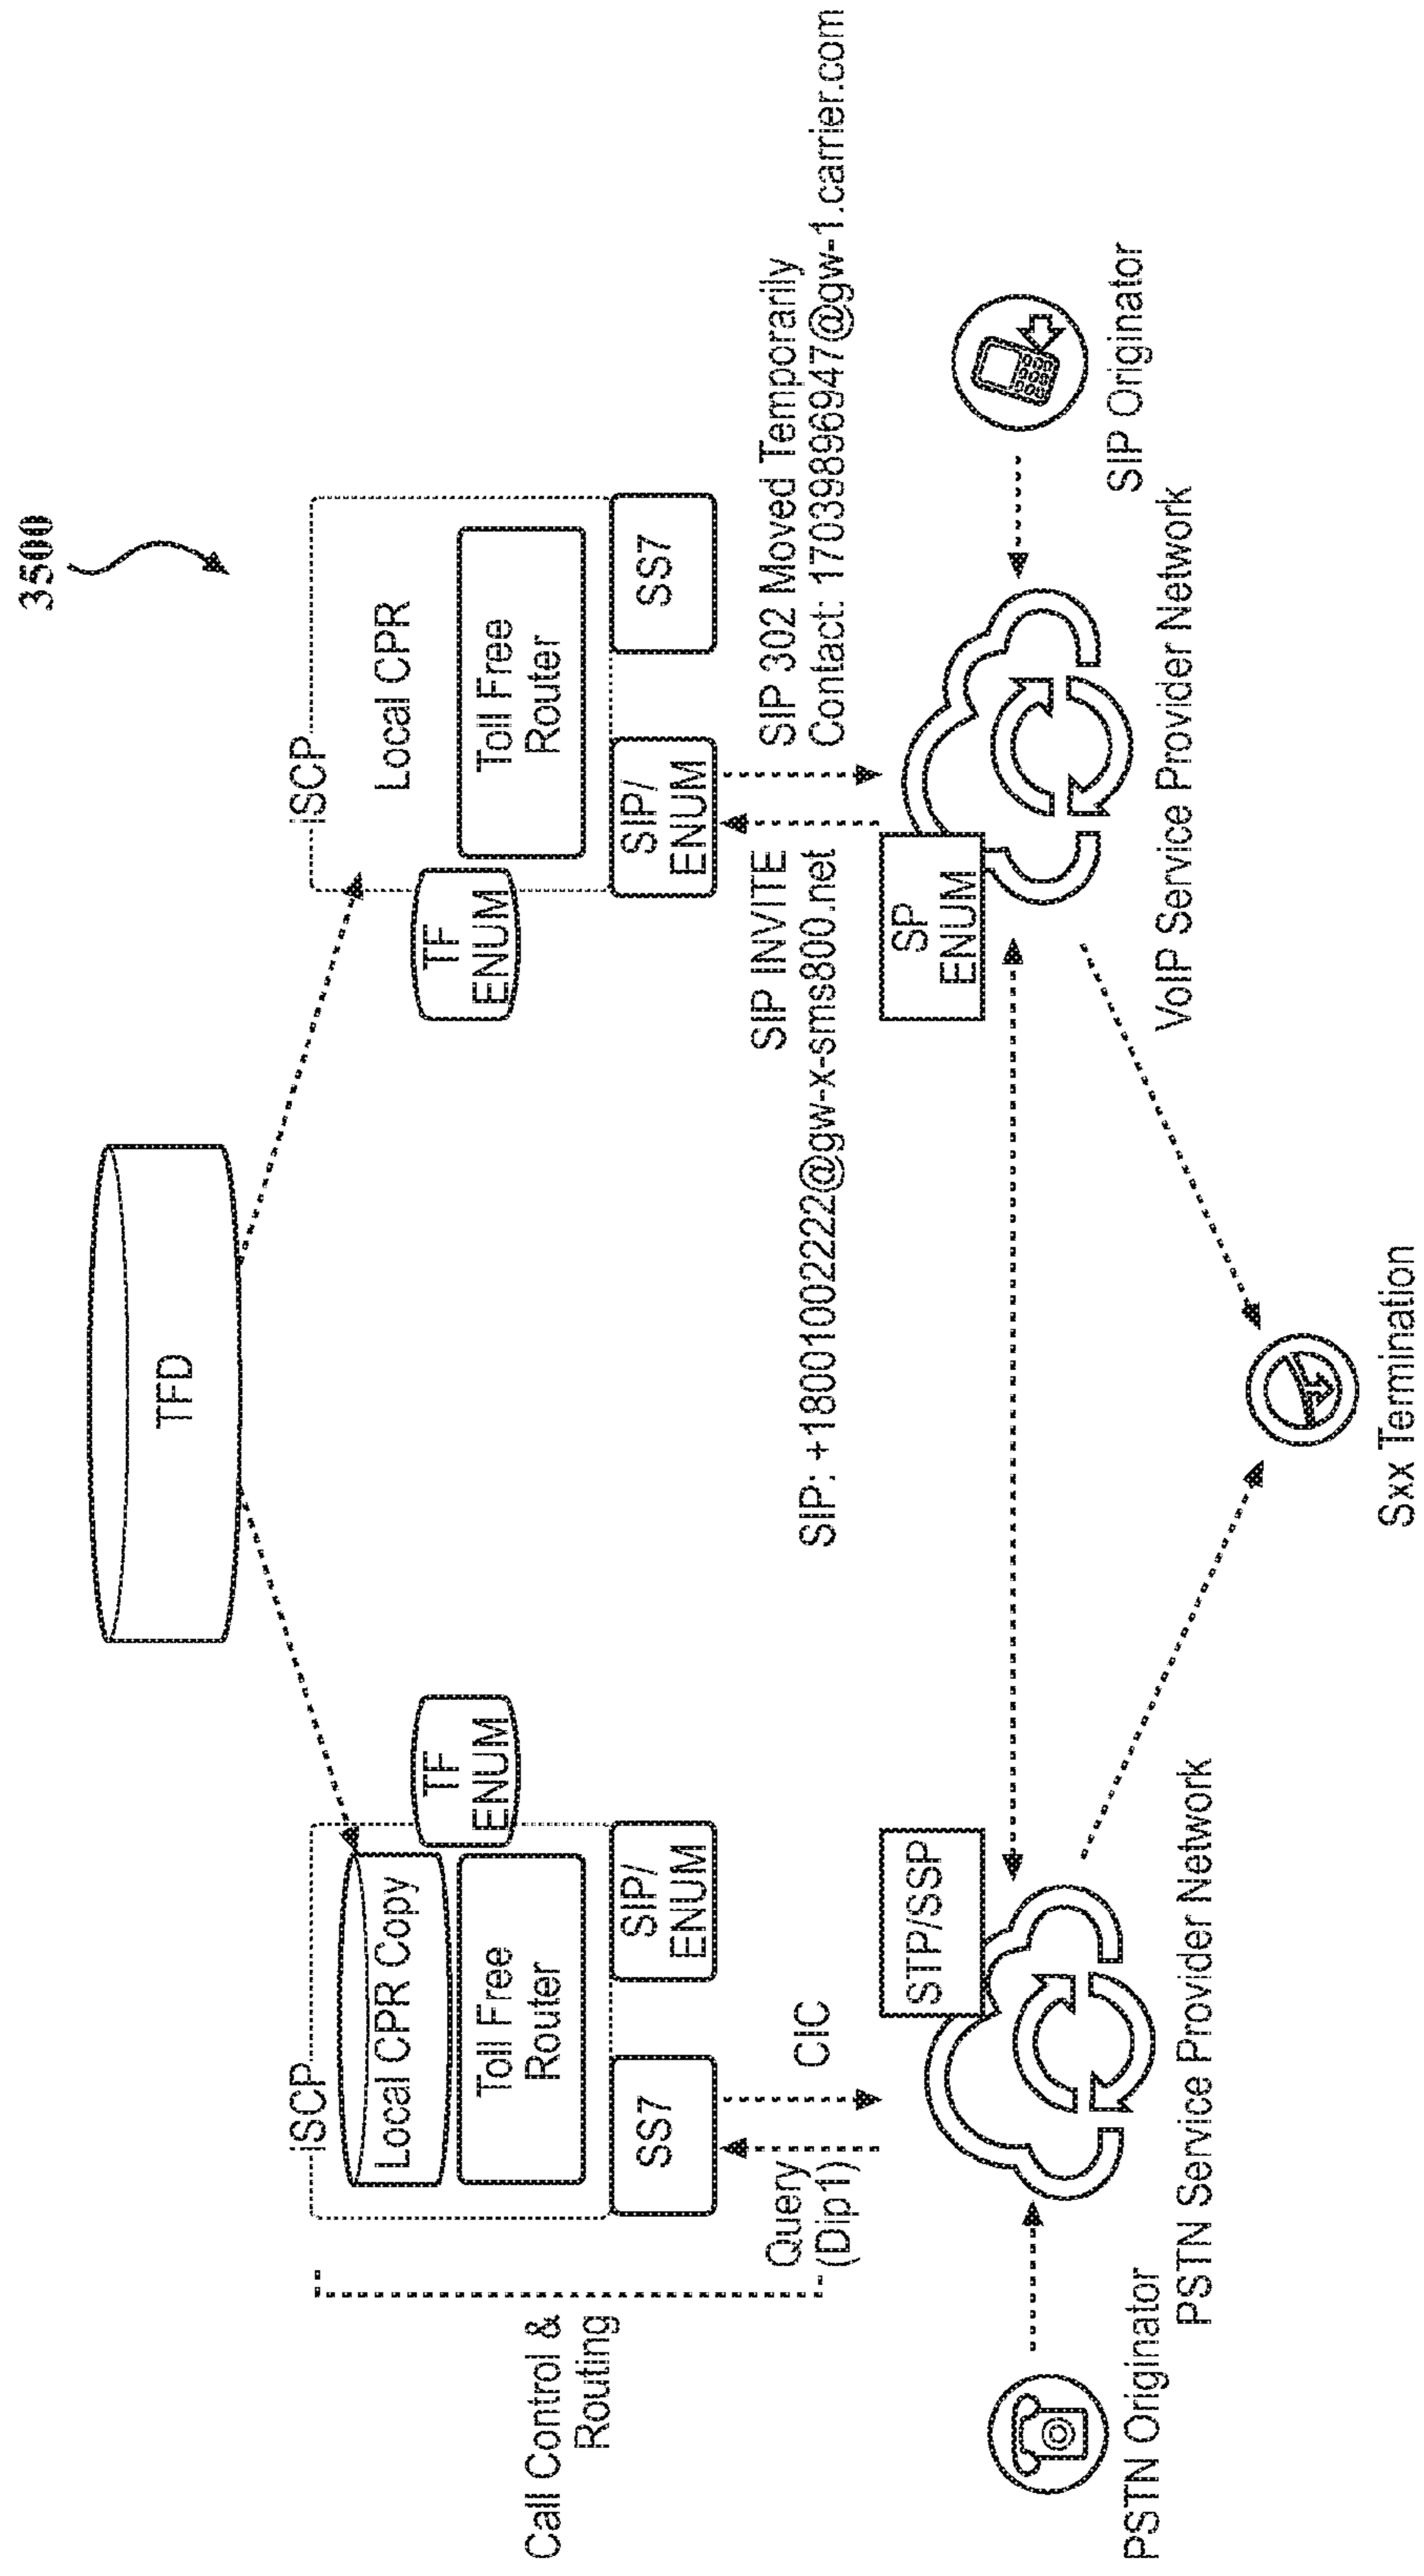 3500
TFD
iSCP
Local CPR Copy
TF
ENUM
Toll Free
Router
SS7
SIP/
ENUM
iSCP
Local CPR
TF
ENUM
Toll Free
Router
SIP/
ENUM
SS7
Call Control &
Routing
Query
(Dip1)
CIC
SIP INVITE
SIP: +18001002222@gw-x-sms800.net
SIP 302 Moved Temporarily
Contact: 17039896947@gw-1.carrier.com
STP/SSP
SP
ENUM
PSTN Originator
PSTN Service Provider Network
VoIP Service Provider Network
SIP Originator
Sxx Termination